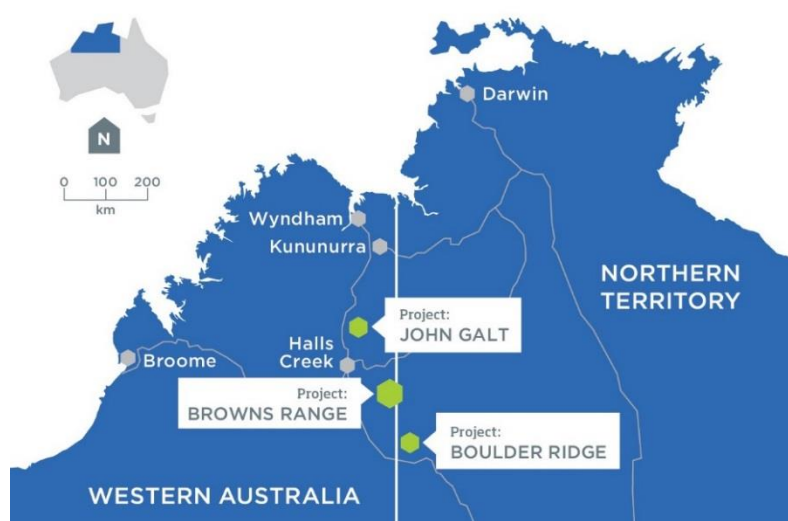 Darwin
N
0 100 200
km
Wyndham
Kununurra
NORTHERN
TERRITORY
Project:
JOHN GALT
Halls
Creek
Broome
Project:
BROWNS RANGE
Project:
BOULDER RIDGE
WESTERN AUSTRALIA